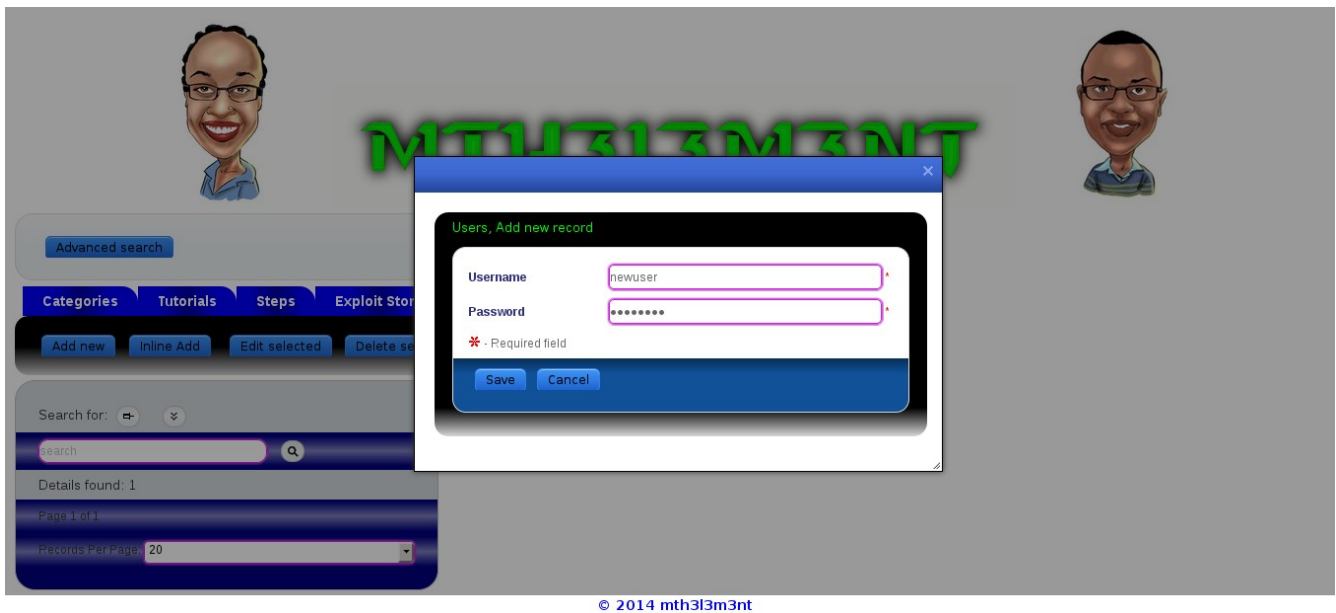 MTH3L3M3NT
×
Users, Add new record
Username newuser *
Password •••••••• *
* - Required field
Save Cancel
Advanced search
Categories Tutorials Steps Exploit Stor
Add new Inline Add Edit selected Delete se
Search for:
search
Details found: 1
Page 1 of 1
Records Per Page: 20
© 2014 mth3l3m3nt